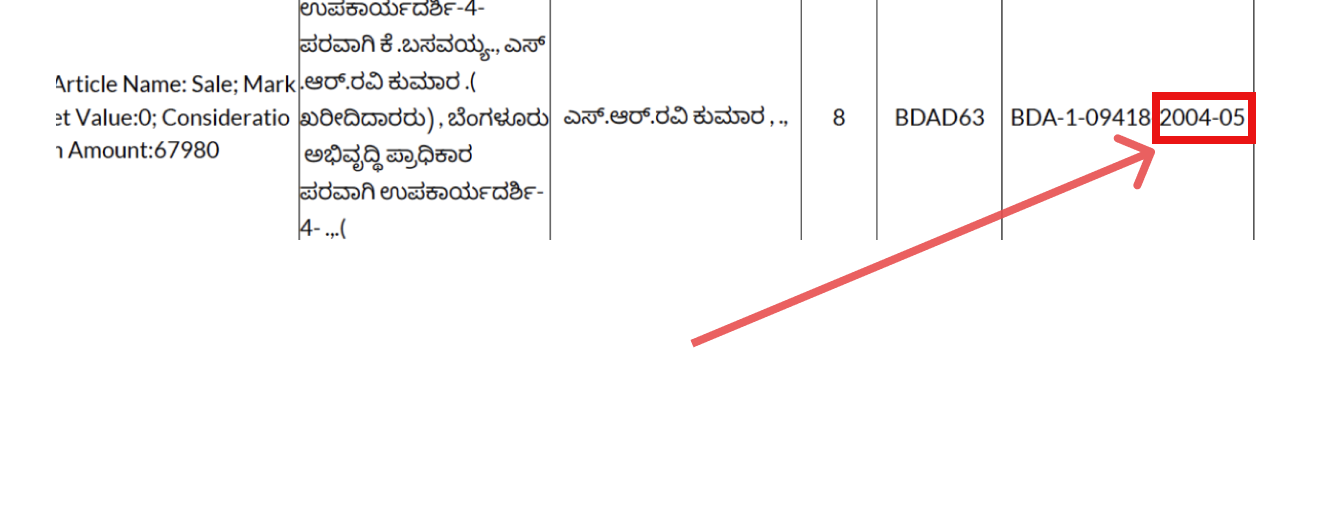 ಉಪಕಾರ್ಯದರ್ಶಿ-4-
ಪರವಾಗಿ ಕೆ .ಬಸವಯ್ಯ., ಎಸ್
.ಆರ್.ರವಿ ಕುಮಾರ .(
ಖರೀದಿದಾರರು) , ಬೆಂಗಳೂರು
ಅಭಿವೃದ್ಧಿ ಪ್ರಾಧಿಕಾರ
ಪರವಾಗಿ ಉಪಕಾರ್ಯದರ್ಶಿ-
4- .,.(
Article Name: Sale; Mark
et Value:0; Consideratio
n Amount:67980
ಎಸ್.ಆರ್.ರವಿ ಕುಮಾರ , .,
8
BDAD63
BDA-1-09418 2004-05